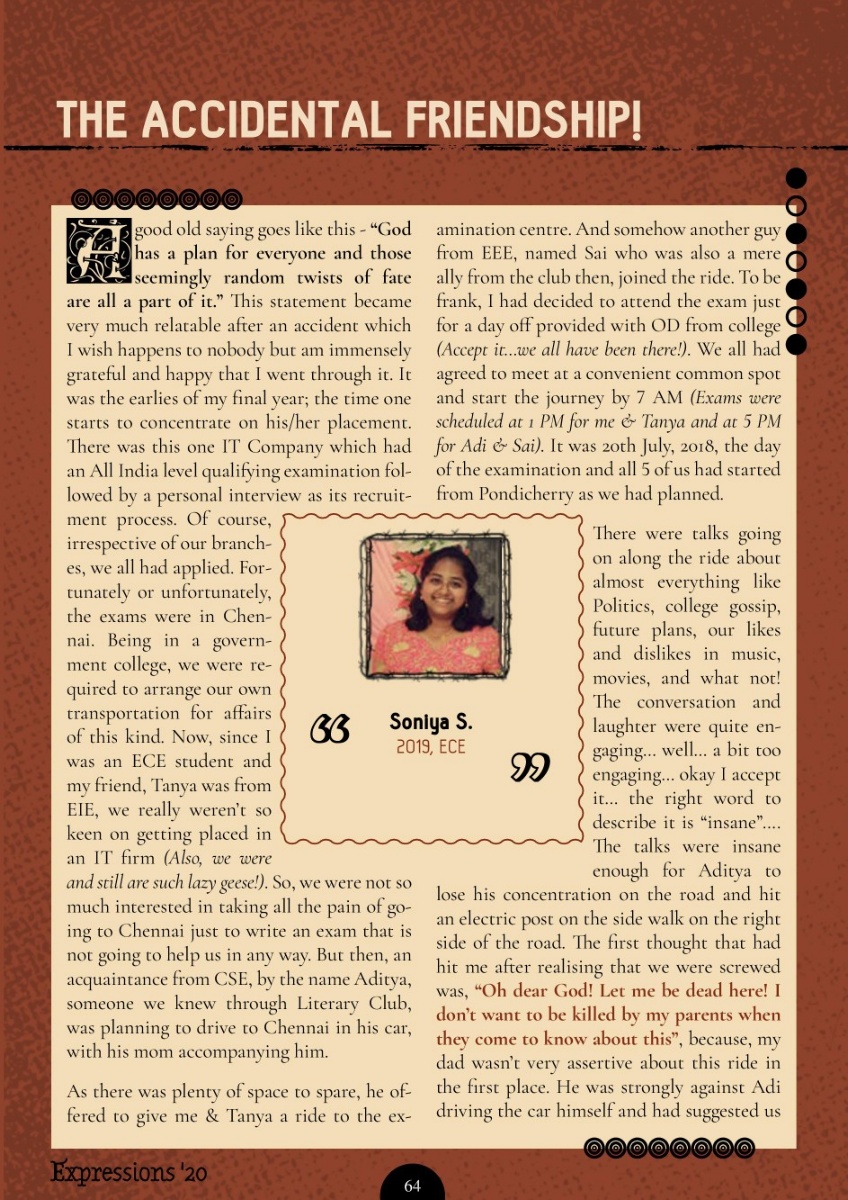 THE ACCIDENTAL FRIENDSHIP!
A good old saying goes like this - “God
has a plan for everyone and those
seemingly random twists of fate
are all a part of it.” This statement became
very much relatable after an accident which
I wish happens to nobody but am immensely
grateful and happy that I went through it. It
was the earlies of my final year; the time one
starts to concentrate on his/her placement.
There was this one IT Company which had
an All India level qualifying examination fol-
lowed by a personal interview as its recruit-
ment process. Of course,
irrespective of our branch-
es, we all had applied. For-
tunately or unfortunately,
the exams were in Chen-
nai. Being in a govern-
ment college, we were re-
quired to arrange our own
transportation for affairs
of this kind. Now, since I
was an ECE student and
my friend, Tanya was from
EIE, we really weren’t so
keen on getting placed in
an IT firm (Also, we were
and still are such lazy geese!). So, we were not so
much interested in taking all the pain of go-
ing to Chennai just to write an exam that is
not going to help us in any way. But then, an
acquaintance from CSE, by the name Aditya,
someone we knew through Literary Club,
was planning to drive to Chennai in his car,
with his mom accompanying him.
As there was plenty of space to spare, he of-
fered to give me & Tanya a ride to the ex-
amination centre. And somehow another guy
from EEE, named Sai who was also a mere
ally from the club then, joined the ride. To be
frank, I had decided to attend the exam just
for a day off provided with OD from college
(Accept it...we all have been there!). We all had
agreed to meet at a convenient common spot
and start the journey by 7 AM (Exams were
scheduled at 1 PM for me & Tanya and at 5 PM
for Adi & Sai). It was 20th July, 2018, the day
of the examination and all 5 of us had started
from Pondicherry as we had planned.
There were talks going
on along the ride about
almost everything like
Politics, college gossip,
future plans, our likes
and dislikes in music,
movies, and what not!
The conversation and
laughter were quite en-
gaging... well... a bit too
engaging... okay I accept
it... the right word to
describe it is “insane”....
The talks were insane
enough for Aditya to
lose his concentration on the road and hit
an electric post on the side walk on the right
side of the road. The first thought that had
hit me after realising that we were screwed
was, “Oh dear God! Let me be dead here! I
don’t want to be killed by my parents when
they come to know about this”, because, my
dad wasn’t very assertive about this ride in
the first place. He was strongly against Adi
driving the car himself and had suggested us
“
Soniya S.
2019, ECE
”
Expressions '20
64